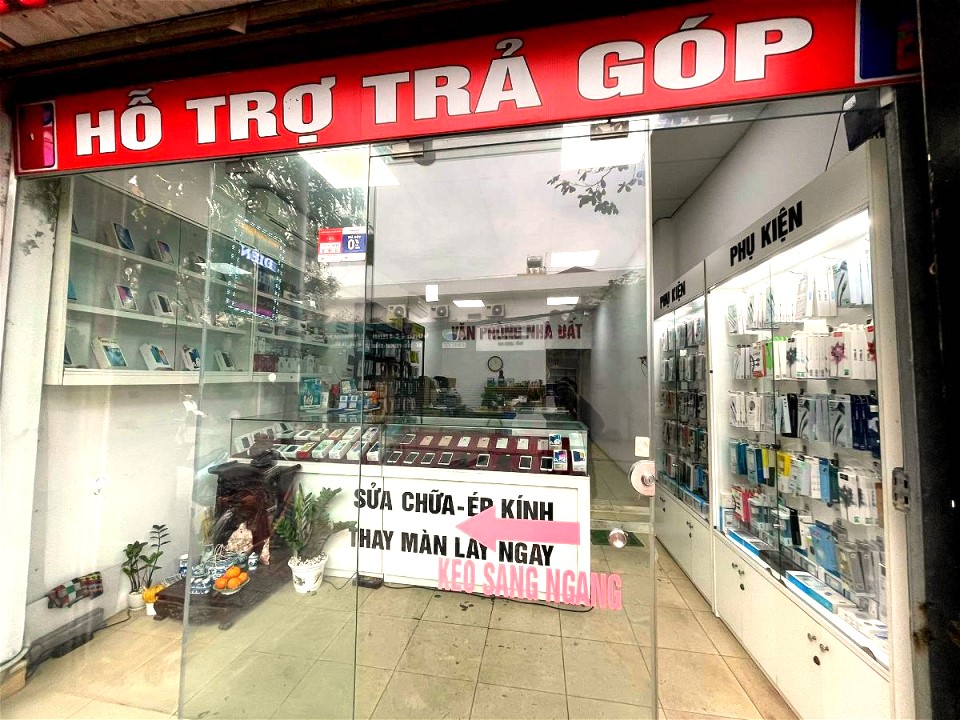 HỖ TRỢ TRẢ GÓP
PHỤ KIỆN
PHỤ KIỆN
VĂN PHÒNG NHÀ ĐẤT
SỬA CHỮA-ÉP KÍNH
THAY MÀN LẤY NGAY
KÉO SANG NGANG